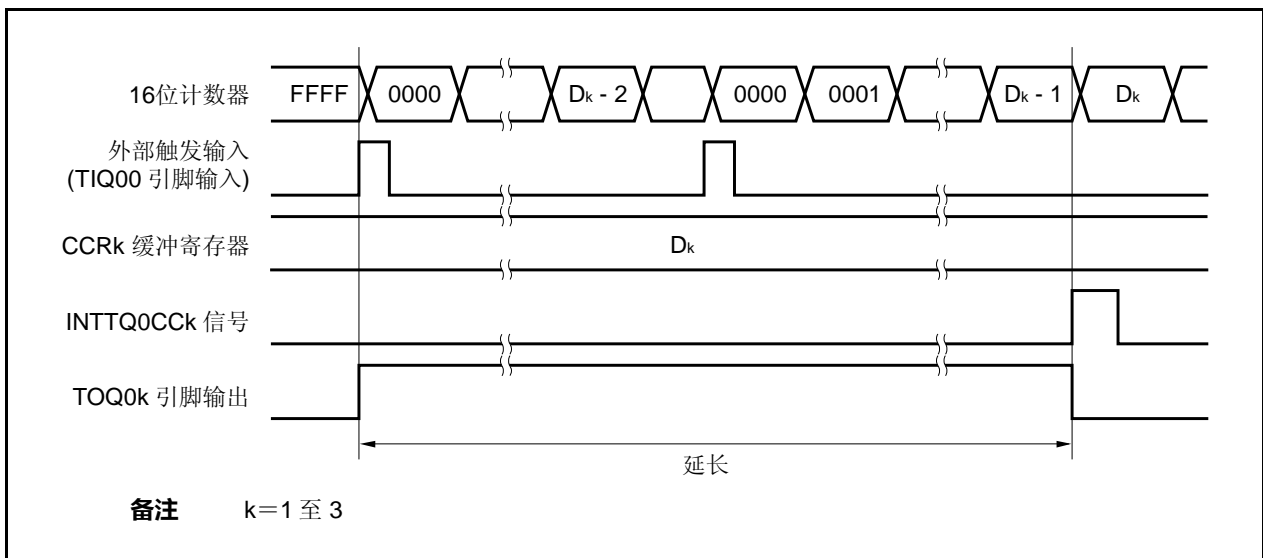 16位计数器 FFFF 0000 Dk - 2 0000 0001 Dk - 1 Dk
外部触发输入
(TIQ00 引脚输入)
CCRk 缓冲寄存器 Dk
INTTQ0CCk 信号
TOQ0k 引脚输出
延长
备注 k＝1 至 3